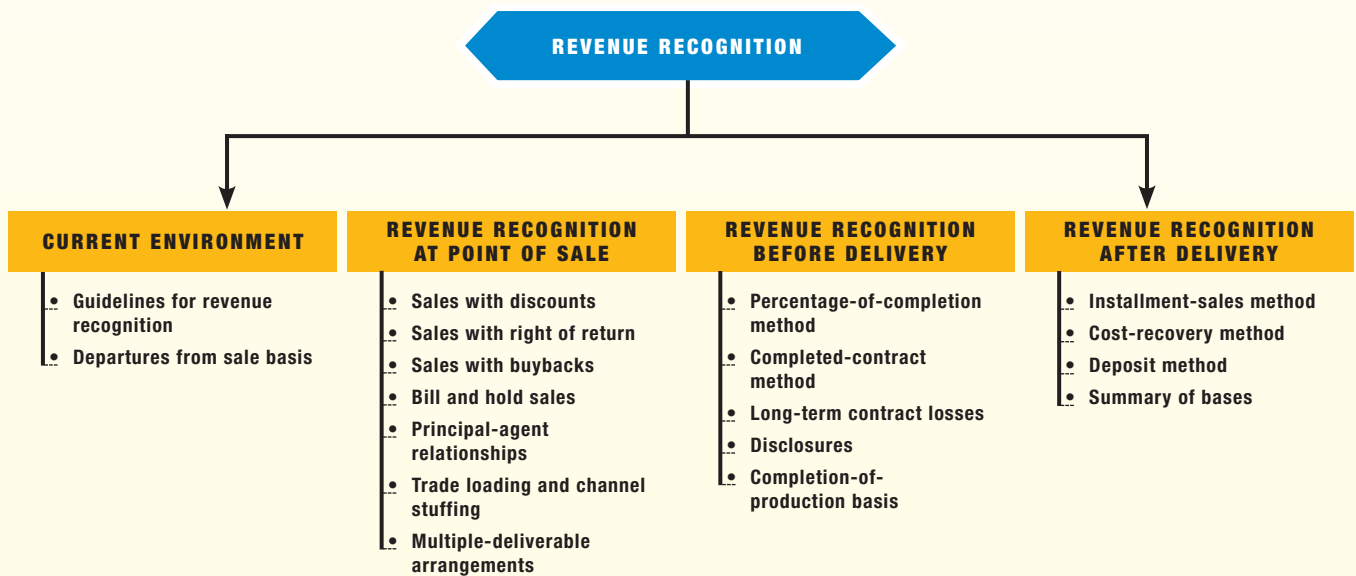 REVENUE RECOGNITION
CURRENT ENVIRONMENT
• Guidelines for revenue
recognition
• Departures from sale basis
REVENUE RECOGNITION
AT POINT OF SALE
• Sales with discounts
• Sales with right of return
• Sales with buybacks
• Bill and hold sales
• Principal-agent
relationships
• Trade loading and channel
stuffing
• Multiple-deliverable
arrangements
REVENUE RECOGNITION
BEFORE DELIVERY
• Percentage-of-completion
method
• Completed-contract
method
• Long-term contract losses
• Disclosures
• Completion-of-
production basis
REVENUE RECOGNITION
AFTER DELIVERY
• Installment-sales method
• Cost-recovery method
• Deposit method
• Summary of bases